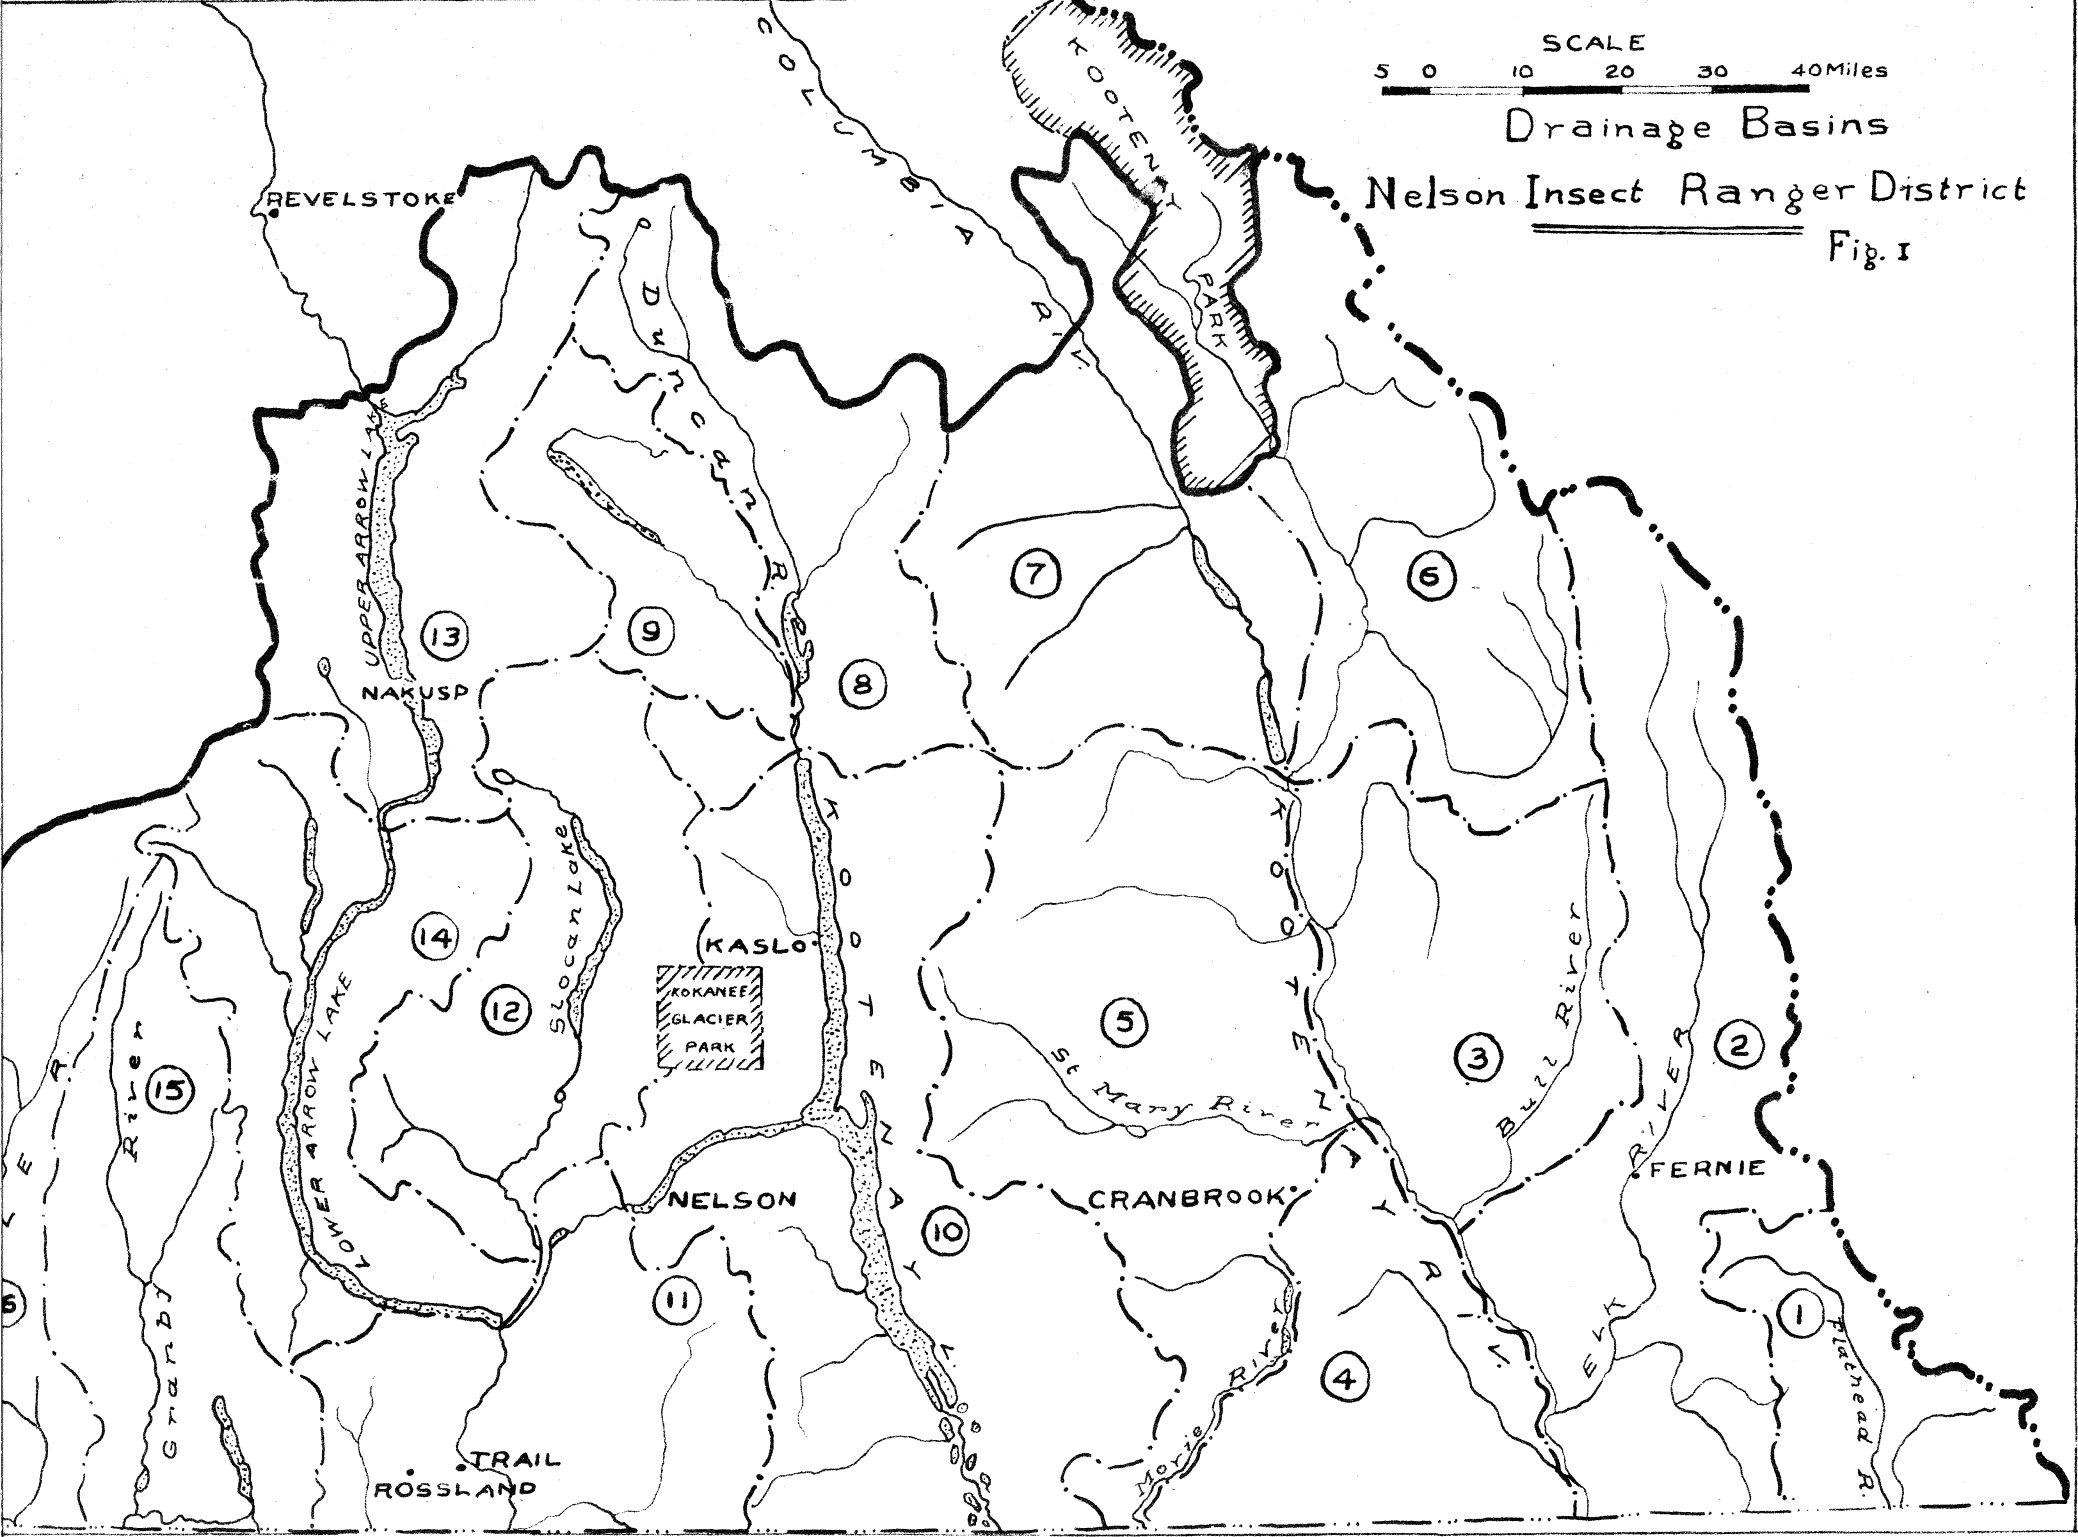 SCALE
5 0 10 20 30 40 Miles
Drainage Basins
Nelson Insect Ranger District
Fig. 1
COLUMBIA R'V.
KOOTENAY PARK
REVELSTOKE
Duncan R.
UPPER ARROW LAKE
7
6
13
9
8
NAKUSP
Slocan Lake
KOOTENAY L.
KOOTENAY RIV.
14
KASLO
12
KOKANEE
GLACIER
PARK
LOWER ARROW LAKE
5
St Mary River
3
Bull River
2
ELK RIVER
15
Granby River
FERNIE
NELSON
CRANBROOK
10
11
1
Flathead R.
4
Moyie River
TRAIL
ROSSLAND